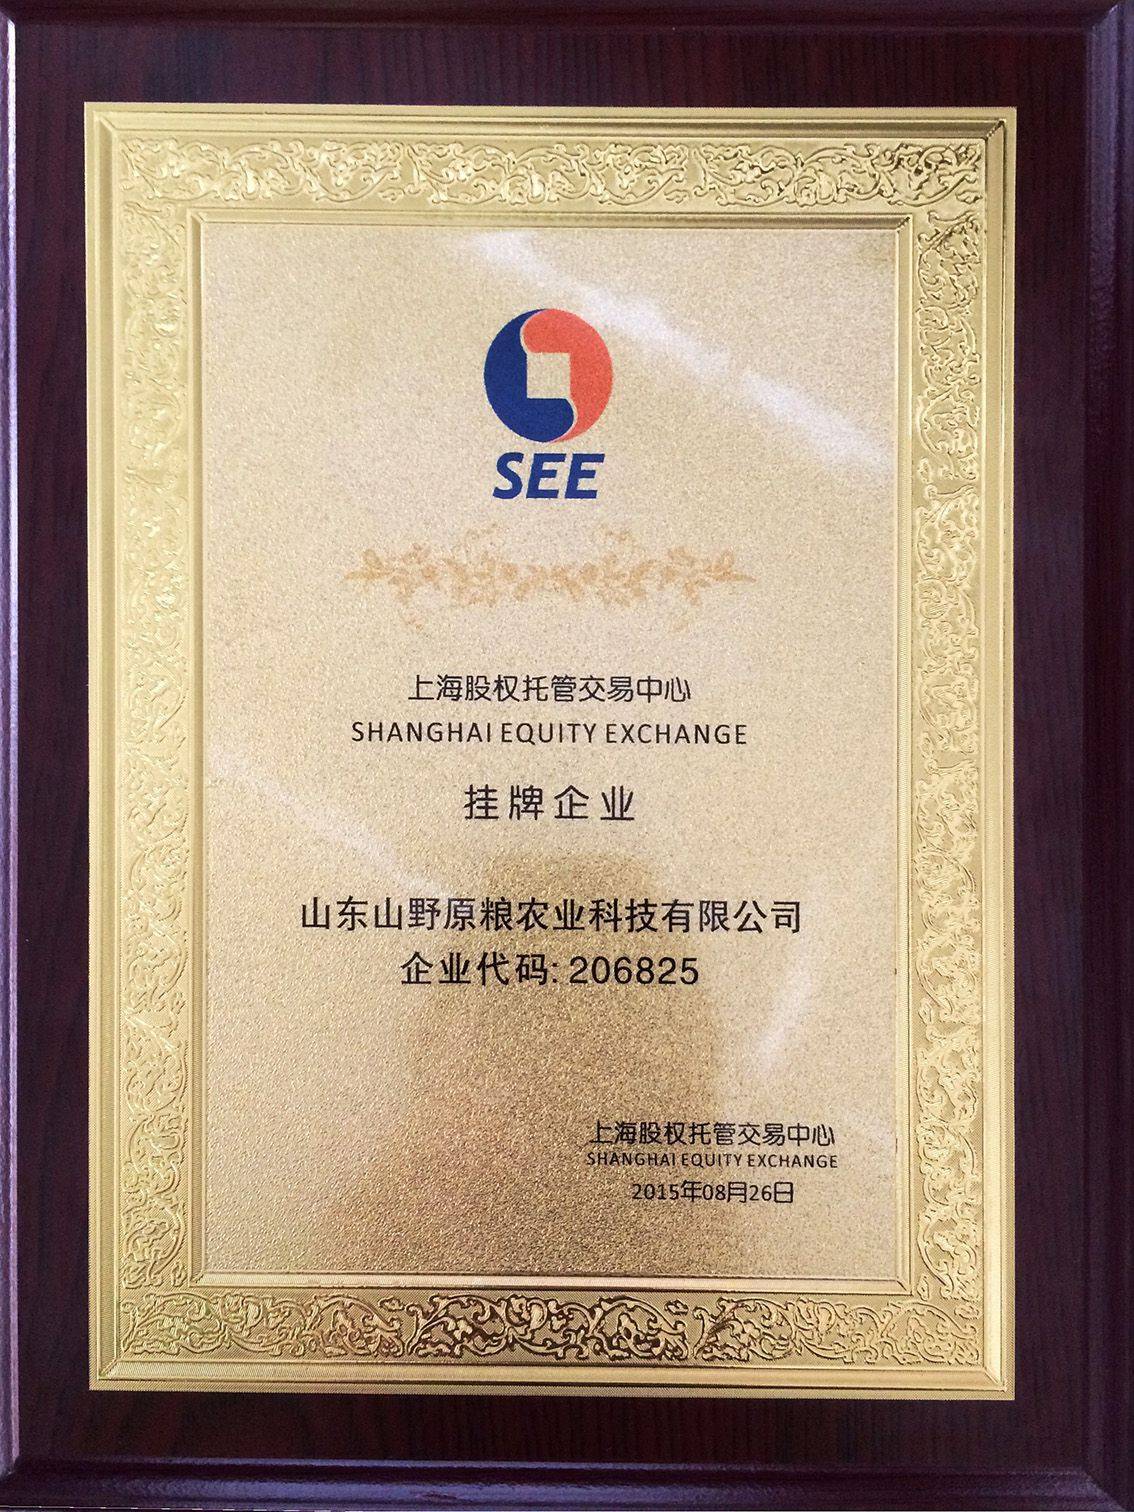 SEE
上海股权托管交易中心
SHANGHAI EQUITY EXCHANGE
挂牌企业
山东山野原粮农业科技有限公司
企业代码: 206825
上海股权托管交易中心
SHANGHAI EQUITY EXCHANGE
2015年08月26日